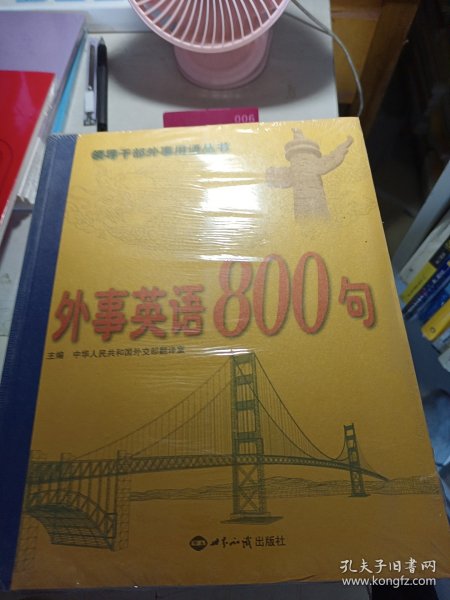 006
领导干部外事用语丛书
外事英语800句
主编 中华人民共和国外交部翻译室
世界知识出版社
孔夫子旧书网
www.kongfz.com